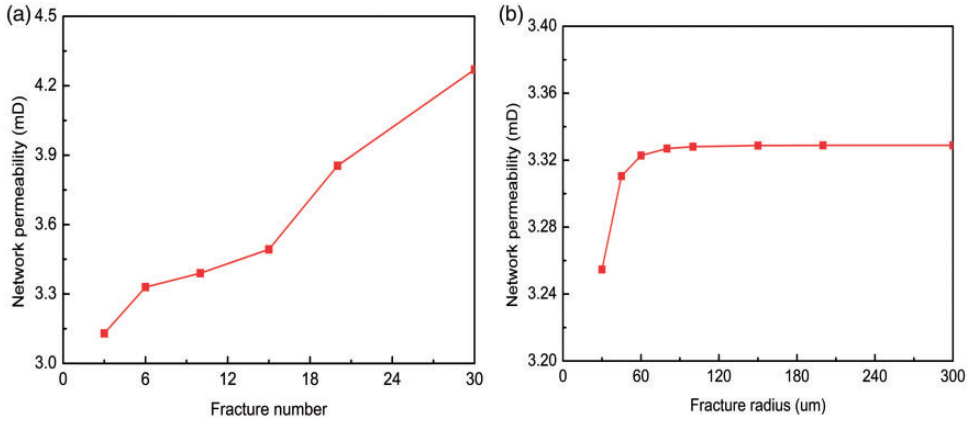 (a)
4.5
4.2
3.9
3.6
3.3
3.0
Network permeability (mD)
0 6 12 18 24 30
Fracture number
(b)
3.40
3.36
3.32
3.28
3.24
3.20
Network permeability (mD)
0 60 120 180 240 300
Fracture radius (um)